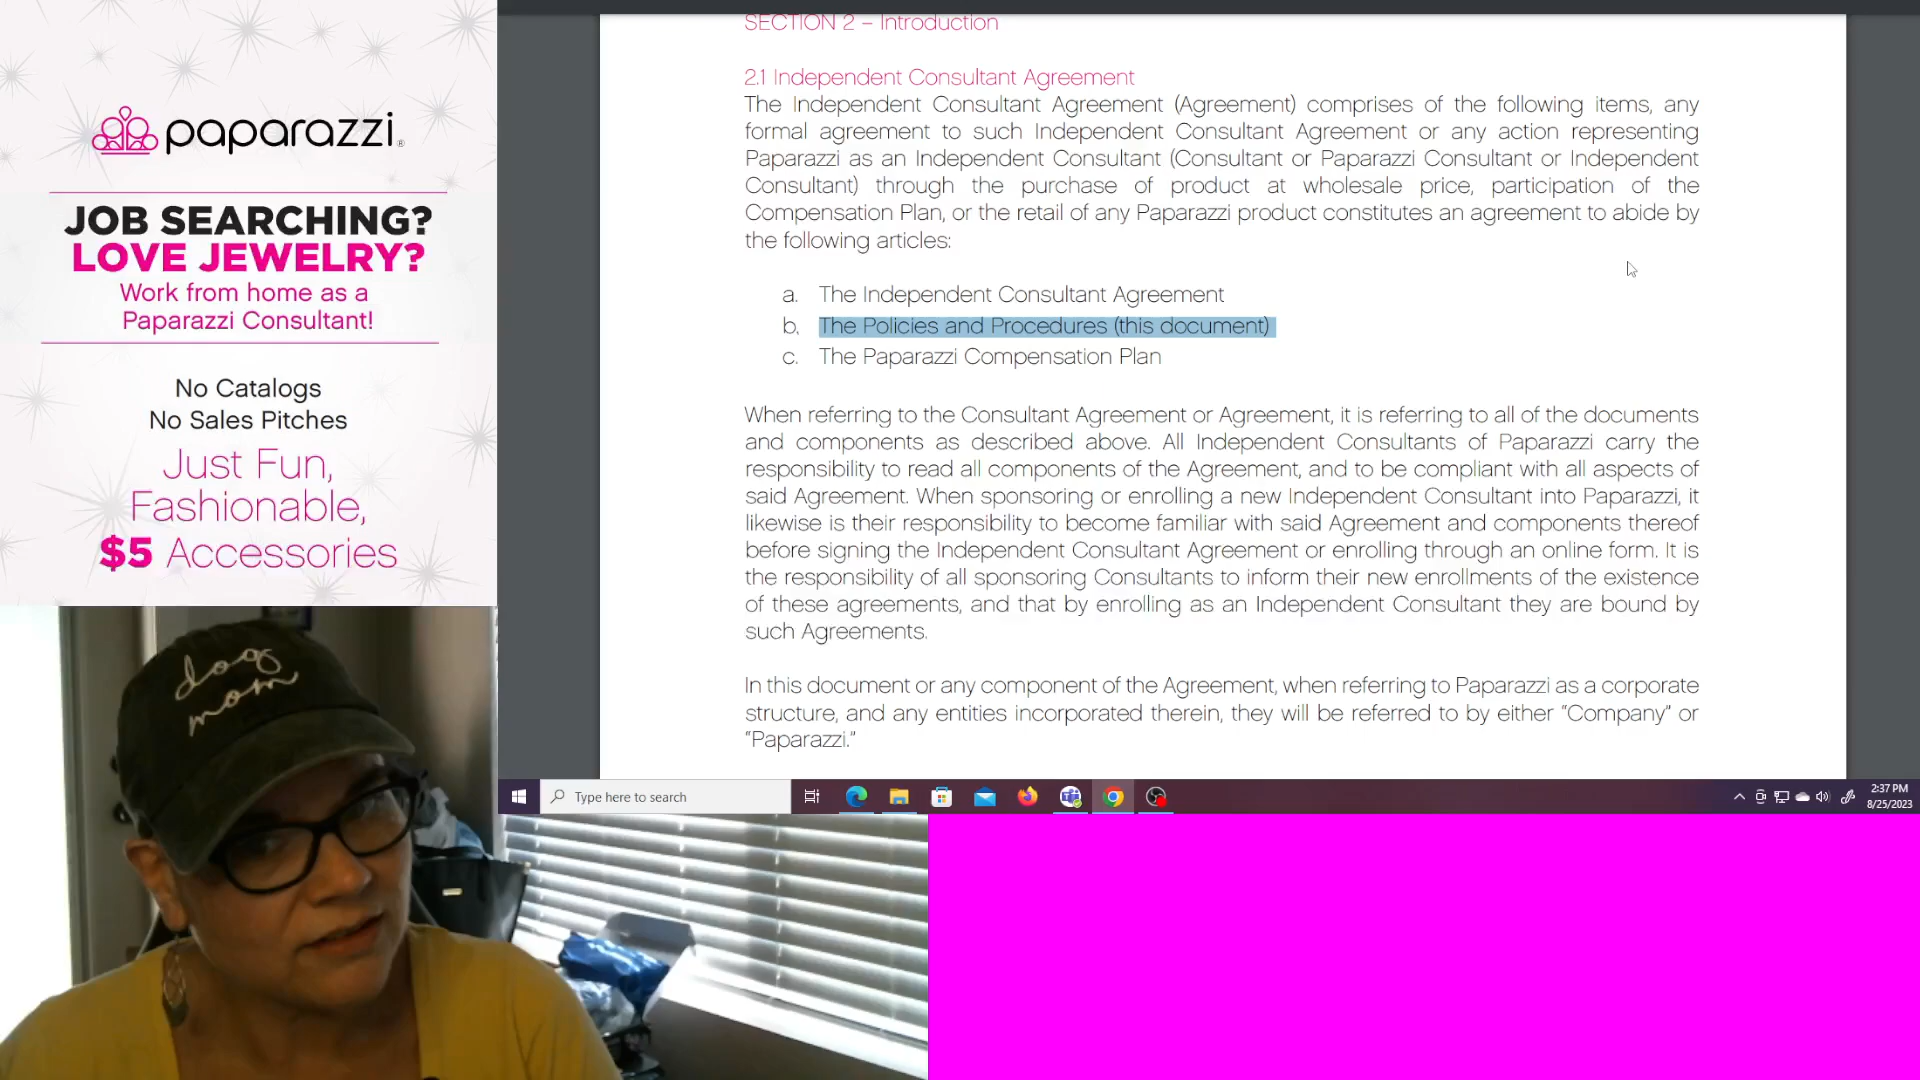 paparazzi®
JOB SEARCHING?
LOVE JEWELRY?
Work from home as a
Paparazzi Consultant!
No Catalogs
No Sales Pitches
Just Fun,
Fashionable,
$5 Accessories
dog
mom
SECTION 2 – Introduction
2.1 Independent Consultant Agreement
The Independent Consultant Agreement (Agreement) comprises of the following items, any
formal agreement to such Independent Consultant Agreement or any action representing
Paparazzi as an Independent Consultant (Consultant or Paparazzi Consultant or Independent
Consultant) through the purchase of product at wholesale price, participation of the
Compensation Plan, or the retail of any Paparazzi product constitutes an agreement to abide by
the following articles:
a. The Independent Consultant Agreement
b. The Policies and Procedures (this document)
c. The Paparazzi Compensation Plan
When referring to the Consultant Agreement or Agreement, it is referring to all of the documents
and components as described above. All Independent Consultants of Paparazzi carry the
responsibility to read all components of the Agreement, and to be compliant with all aspects of
said Agreement. When sponsoring or enrolling a new Independent Consultant into Paparazzi, it
likewise is their responsibility to become familiar with said Agreement and components thereof
before signing the Independent Consultant Agreement or enrolling through an online form. It is
the responsibility of all sponsoring Consultants to inform their new enrollments of the existence
of these agreements, and that by enrolling as an Independent Consultant they are bound by
such Agreements.
In this document or any component of the Agreement, when referring to Paparazzi as a corporate
structure, and any entities incorporated therein, they will be referred to by either “Company” or
“Paparazzi.”
Type here to search
2:37 PM
8/25/2023